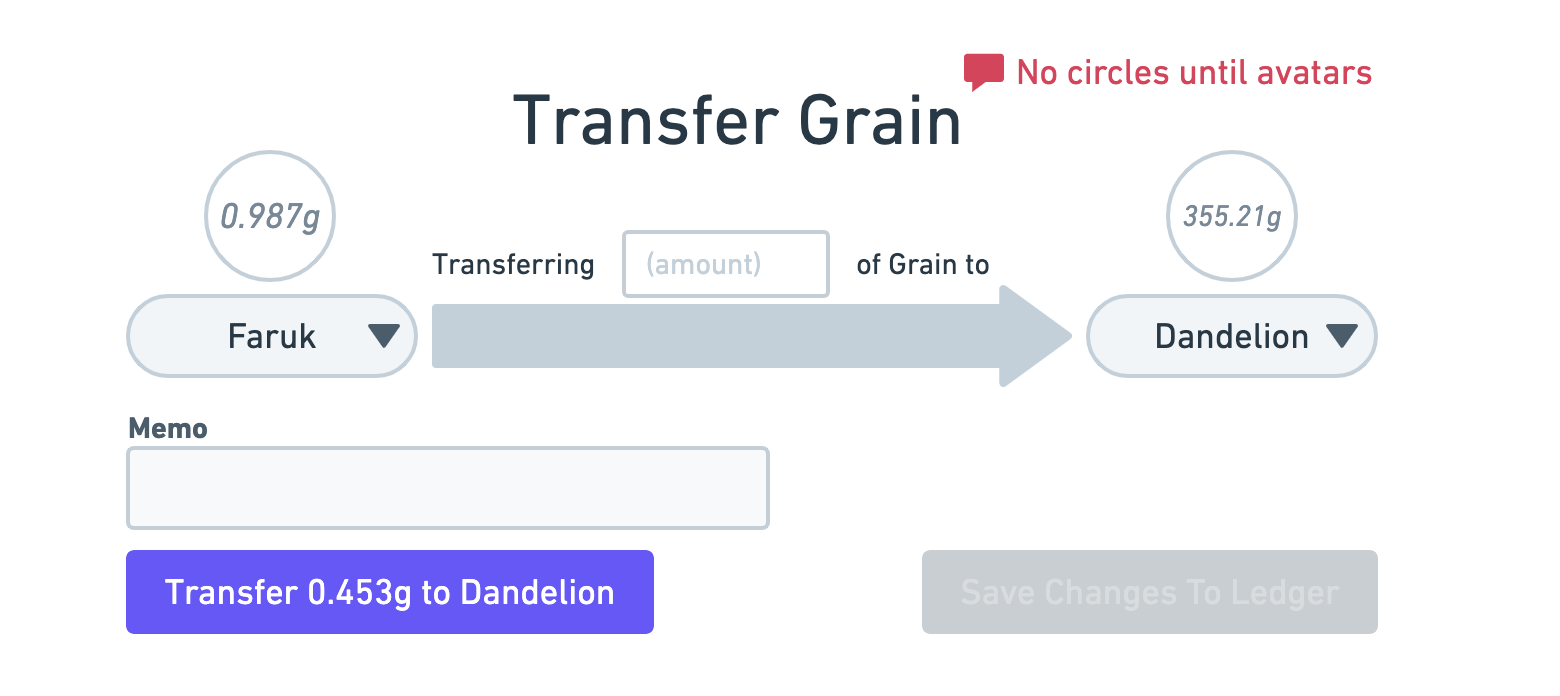 No circles until avatars
Transfer Grain
0.987g
355.21g
Transferring (amount) of Grain to
Faruk
Dandelion
Memo
Transfer 0.453g to Dandelion
Save Changes To Ledger